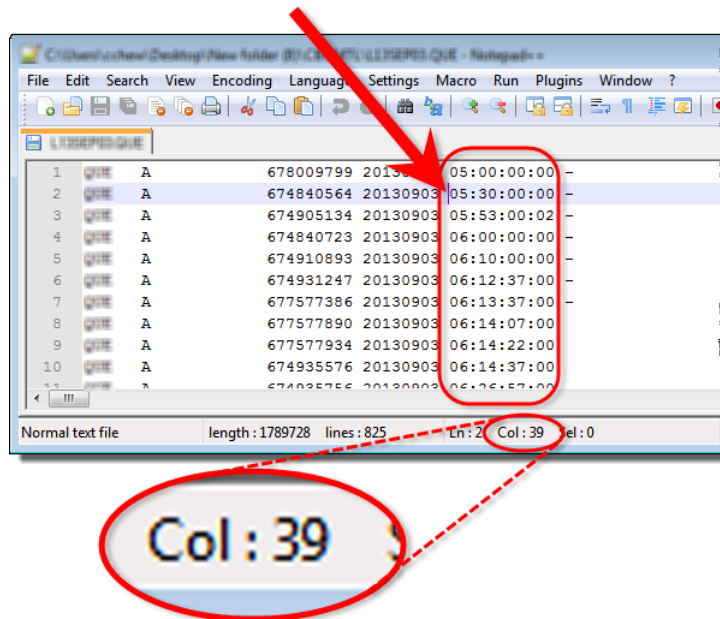 File Edit Search View Encoding Language Settings Macro Run Plugins Window ?
1 A 678009799 05:00:00:00 -
2 A 674840564 20130903 05:30:00:00 -
3 A 674905134 20130903 05:53:00:02 -
4 A 674840723 20130903 06:00:00:00 -
5 A 674910893 20130903 06:10:00:00 -
6 A 674931247 20130903 06:12:37:00 -
7 A 677577386 20130903 06:13:37:00 -
8 A 677577890 20130903 06:14:07:00
9 A 677577934 20130903 06:14:22:00
10 A 674935576 20130903 06:14:37:00
Normal text file length : 1789728 lines : 825 Ln : 2 Col : 39 Sel : 0
Col : 39